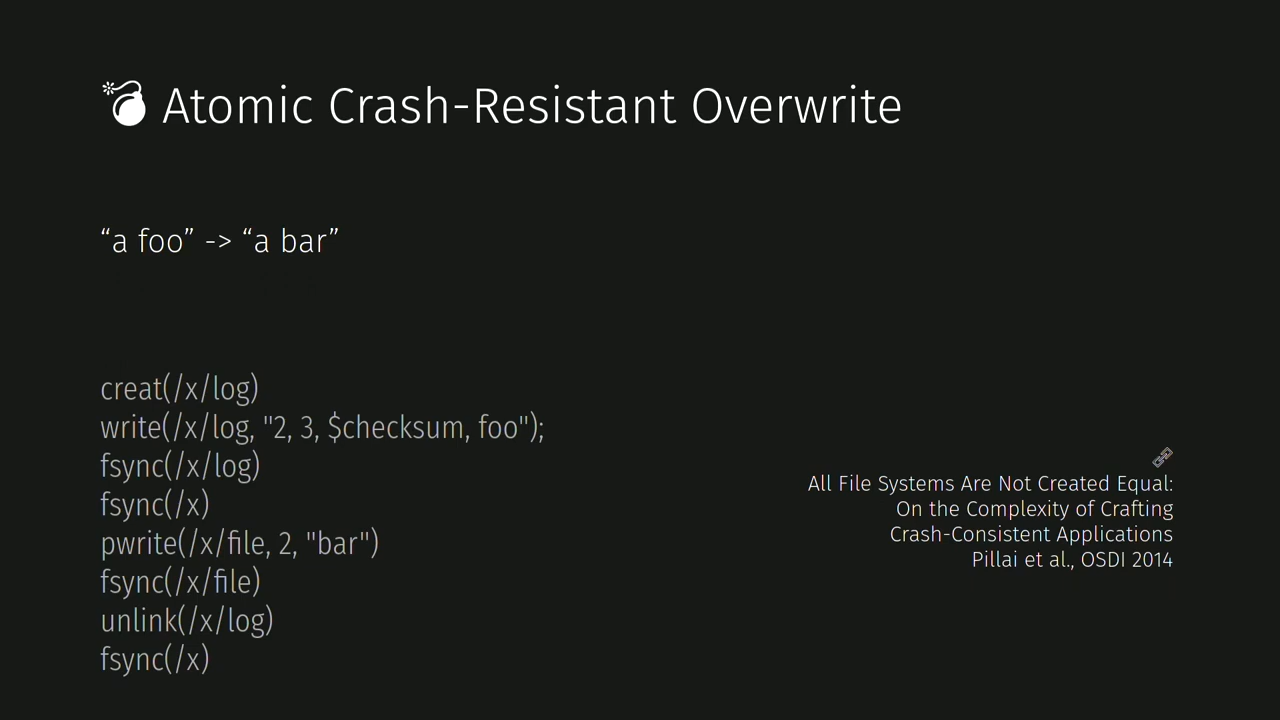 Atomic Crash-Resistant Overwrite
“a foo” -> “a bar”
creat(/x/log)
write(/x/log, "2, 3, $checksum, foo");
fsync(/x/log)
fsync(/x)
pwrite(/x/file, 2, "bar")
fsync(/x/file)
unlink(/x/log)
fsync(/x)
All File Systems Are Not Created Equal:
On the Complexity of Crafting
Crash-Consistent Applications
Pillai et al., OSDI 2014